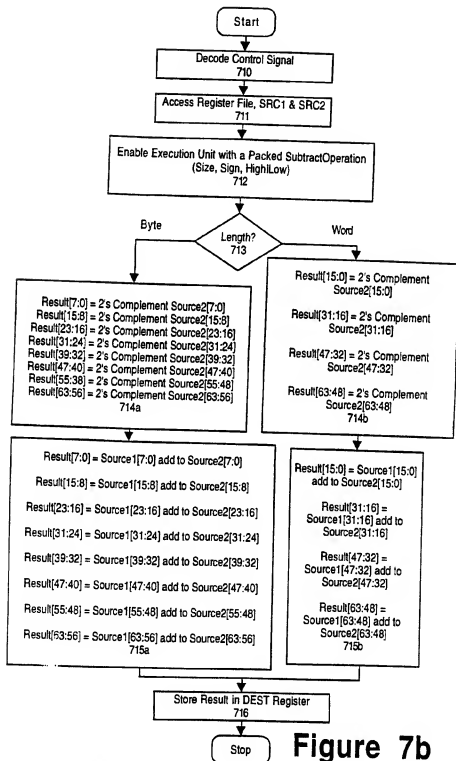 Start
Decode Control Signal
710
Access Register File, SRC1 & SRC2
711
Enable Execution Unit with a Packed SubtractOperation
(Size, Sign, High/Low)
712
Length?
713
Byte
Word
Result[7:0] = 2's Complement Source2[7:0]
Result[15:8] = 2's Complement Source2[15:8]
Result[23:16] = 2's Complement Source2[23:16]
Result[31:24] = 2's Complement Source2[31:24]
Result[39:32] = 2's Complement Source2[39:32]
Result[47:40] = 2's Complement Source2[47:40]
Result[55:38] = 2's Complement Source2[55:48]
Result[63:56] = 2's Complement Source2[63:56]
714a
Result[15:0] = 2's Complement
Source2[15:0]
Result[31:16] = 2's Complement
Source2[31:16]
Result[47:32] = 2's Complement
Source2[47:32]
Result[63:48] = 2's Complement
Source2[63:48]
714b
Result[7:0] = Source1[7:0] add to Source2[7:0]
Result[15:8] = Source1[15:8] add to Source2[15:8]
Result[23:16] = Source1[23:16] add to Source2[23:16]
Result[31:24] = Source1[31:24] add to Source2[31:24]
Result[39:32] = Source1[39:32] add to Source2[39:32]
Result[47:40] = Source1[47:40] add to Source2[47:40]
Result[55:48] = Source1[55:48] add to Source2[55:48]
Result[63:56] = Source1[63:56] add to Source2[63:56]
715a
Result[15:0] = Source1[15:0]
add to Source2[15:0]
Result[31:16] =
Source1[31:16] add to
Source2[31:16]
Result[47:32] =
Source1[47:32] add to
Source2[47:32]
Result[63:48] =
Source1[63:48] add to
Source2[63:48]
715b
Store Result in DEST Register
716
Stop
Figure 7b